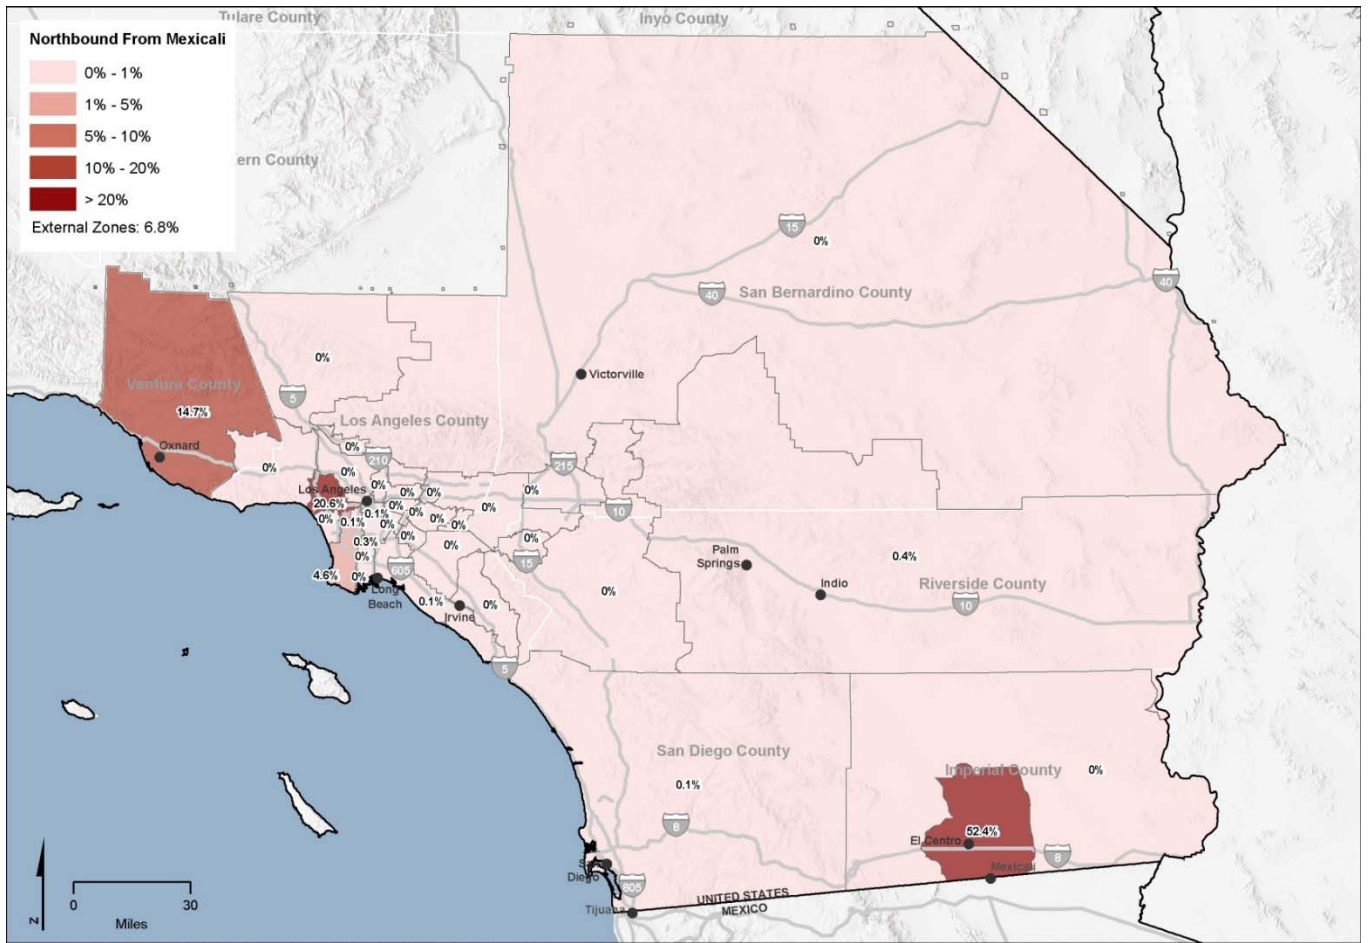 Tulare County
Inyo County
Northbound From Mexicali
0% - 1%
1% - 5%
5% - 10%
10% - 20%
> 20%
External Zones: 6.8%
ern County
15
0%
40
San Bernardino County
40
0%
Victorville
Ventura County
5
14.7%
Los Angeles County
Oxnard
0%
210
215
0%
0%
0%
0%
0%
0%
Los Angeles
20.6%
0%
0%
0%
10
0%
0.1%
0.1%
0%
0%
0%
0.3%
0%
0%
0%
0%
15
Palm
Springs
0.4%
4.6%
0%
605
Indio
Riverside County
Long
Beach
0.1%
0%
0%
10
Irvine
5
San Diego County
Imperial County
0%
0.1%
8
52.4%
El Centro
8
San
Diego
Mexicali
805
UNITED STATES
MEXICO
Tijuana
N
0
30
Miles